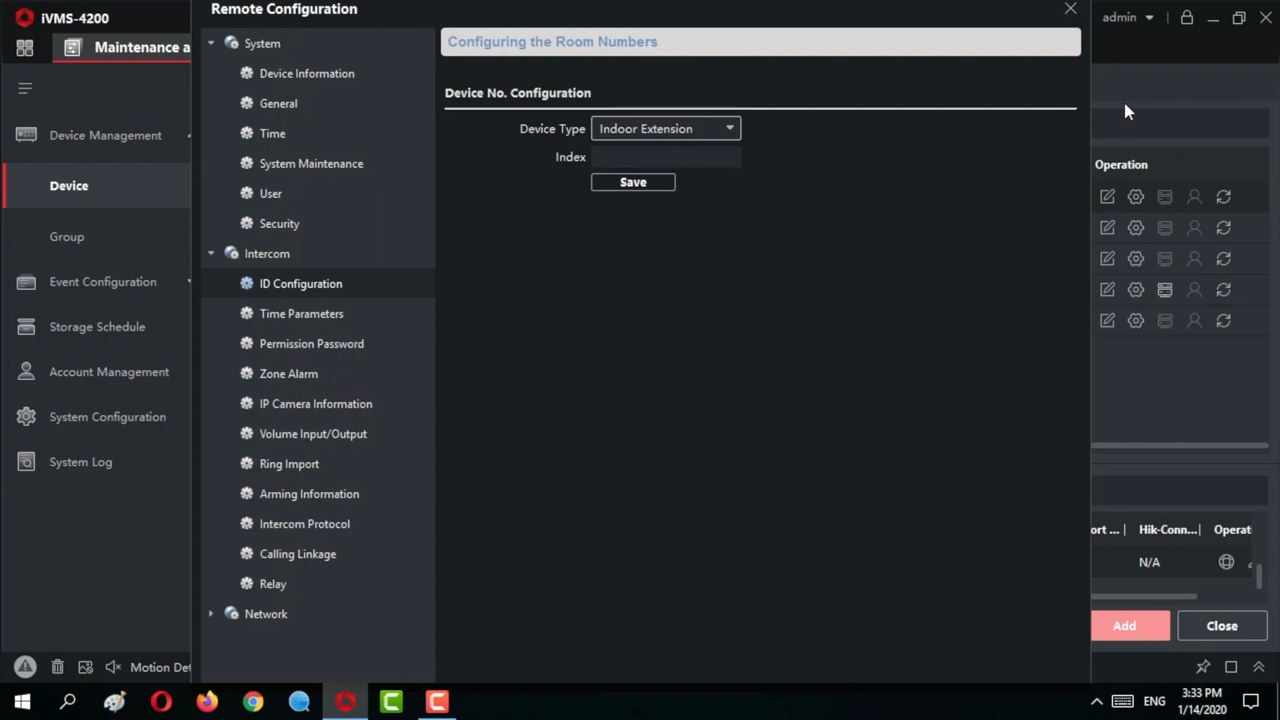 iVMS-4200
Remote Configuration
admin
Maintenance a
Device Management
Device
Group
Event Configuration
Storage Schedule
Account Management
System Configuration
System Log
System
Device Information
General
Time
System Maintenance
User
Security
Intercom
ID Configuration
Time Parameters
Permission Password
Zone Alarm
IP Camera Information
Volume Input/Output
Ring Import
Arming Information
Intercom Protocol
Calling Linkage
Relay
Network
Configuring the Room Numbers
Device No. Configuration
Device Type Indoor Extension
Index
Save
Operation
ort ...| Hik-Conn...| Operati
N/A
Add Close
Motion Det
ENG
3:33 PM
1/14/2020